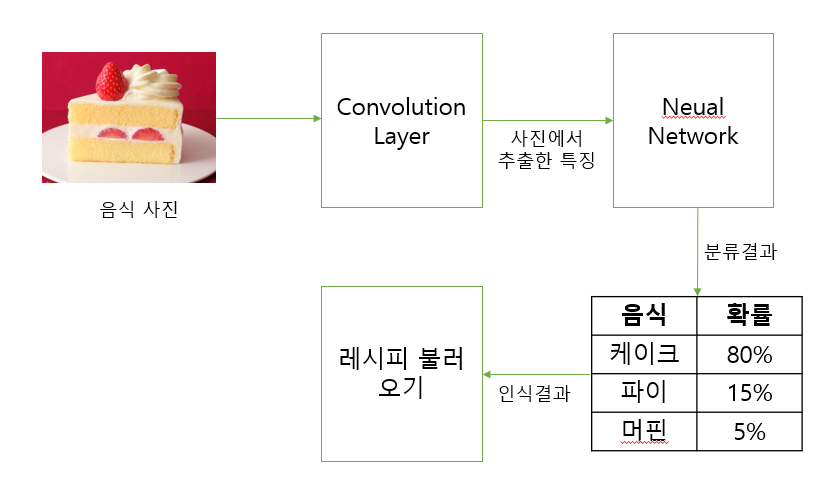 음식 사진
Convolution
Layer
사진에서
추출한 특징
Neual
Network
분류결과
음식 확률
케이크 80%
파이 15%
머핀 5%
인식결과
레시피 불러
오기